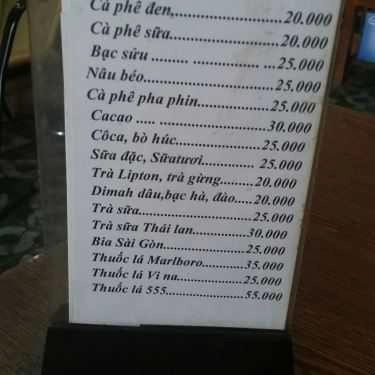 Cà phê đen,..................20.000
Cà phê sữa....................20.000
Bạc sửu ........ ........ ...25.000
Nâu béo.......................25.000
Cà phê pha phin............25.000
Cacao ..... .... ..............30.000
Côca, bò húc.................25.000
Sữa đặc, Sữatươi........... 25.000
Trà Lipton, trà gừng.......20.000
Dimah dâu,bạc hà, đào...20.000
Trà sữa.........................25.000
Trà sữa Thái lan............30.000
Bia Sài Gòn...................25.000
Thuốc lá Marlboro.........35.000
Thuốc lá Vi na...............25.000
Thuốc lá 555..................55.000